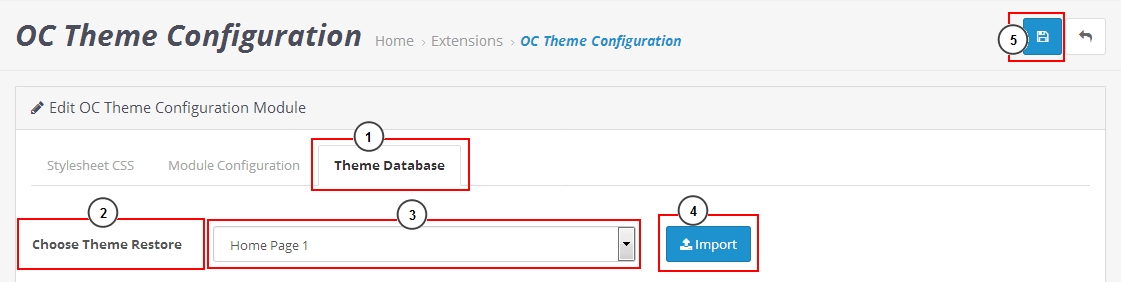 OC Theme Configuration Home › Extensions › OC Theme Configuration 5
Edit OC Theme Configuration Module
1
Stylesheet CSS Module Configuration Theme Database
2 3 4
Choose Theme Restore Home Page 1 Import